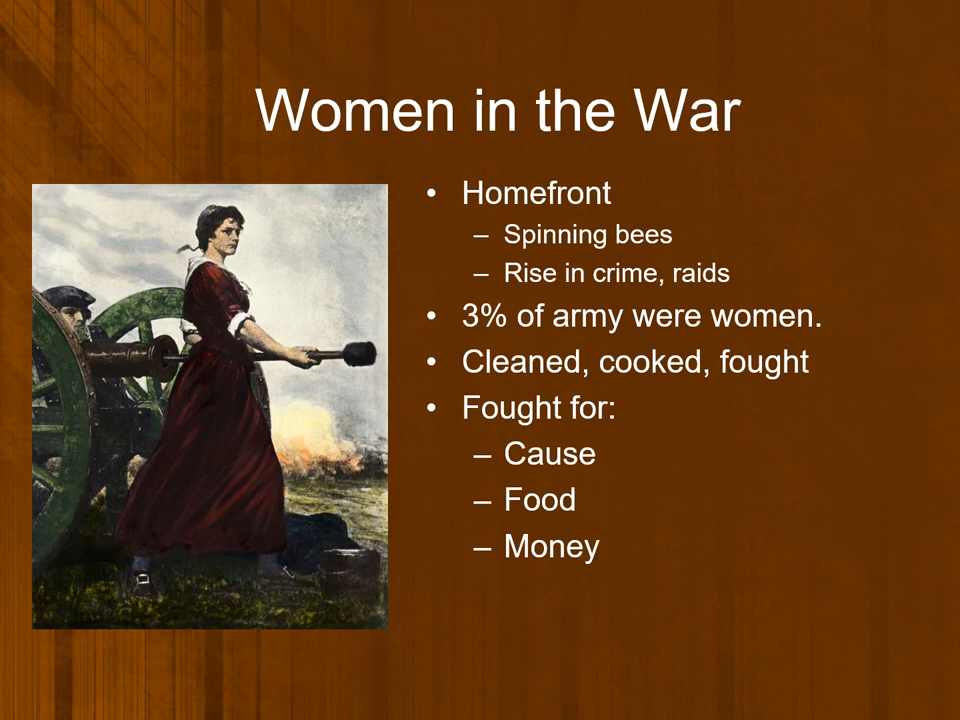 Women in the War
• Homefront
– Spinning bees
– Rise in crime, raids
• 3% of army were women.
• Cleaned, cooked, fought
• Fought for:
– Cause
– Food
– Money